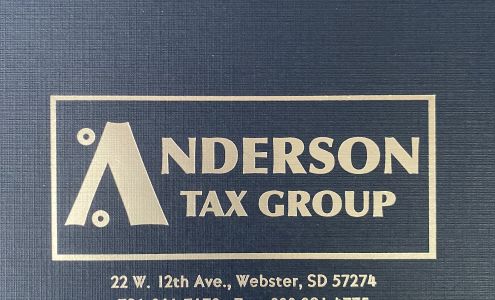 ANDERSON
TAX GROUP
22 W. 12th Ave., Webster, SD 57274